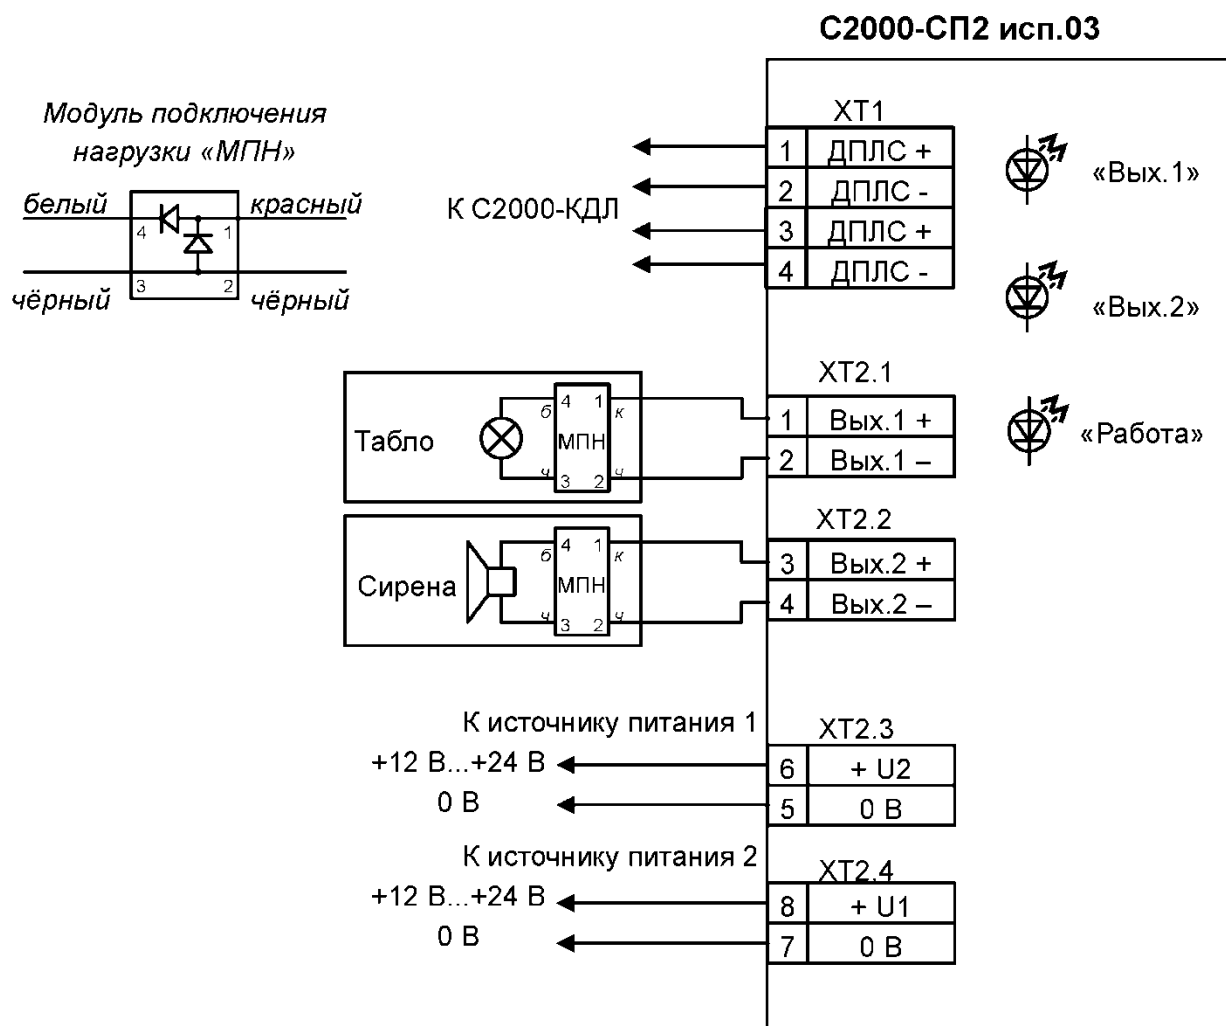 С2000-СП2 исп.03
Модуль подключения
нагрузки «МПН»
белый
красный
4
1
3
2
чёрный
чёрный
К С2000-КДЛ
XT1
1 ДПЛС +
2 ДПЛС -
3 ДПЛС +
4 ДПЛС -
«Вых.1»
«Вых.2»
«Работа»
XT2.1
1 Вых.1 +
2 Вых.1 –
Табло
б 4 1 к
МПН
ч 3 2 ч
XT2.2
3 Вых.2 +
4 Вых.2 –
Сирена
б 4 1 к
МПН
ч 3 2 ч
К источнику питания 1
+12 В...+24 В
0 В
XT2.3
6 + U2
5 0 В
К источнику питания 2
+12 В...+24 В
0 В
XT2.4
8 + U1
7 0 В